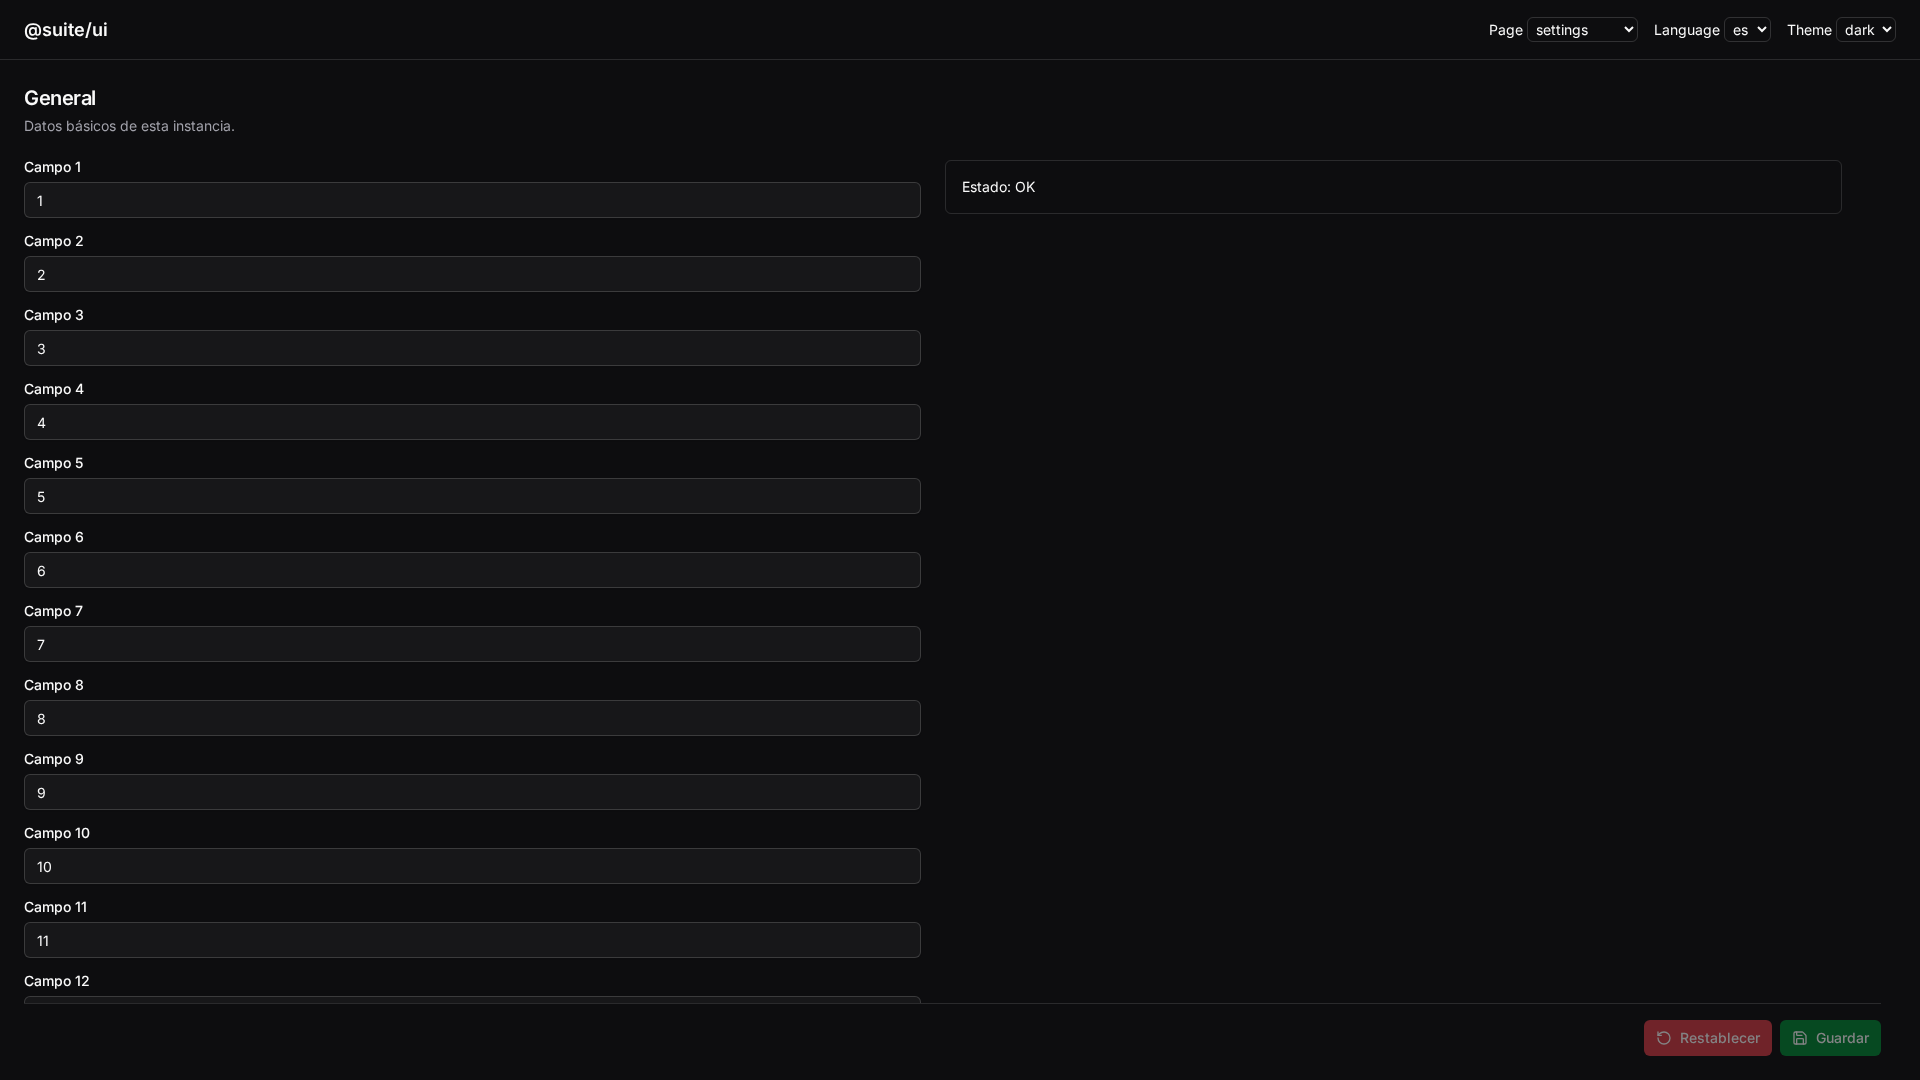 @suite/ui
Page settings Language es Theme dark
General
Datos básicos de esta instancia.
Campo 1
1
Estado: OK
Campo 2
2
Campo 3
3
Campo 4
4
Campo 5
5
Campo 6
6
Campo 7
7
Campo 8
8
Campo 9
9
Campo 10
10
Campo 11
11
Campo 12
Restablecer Guardar